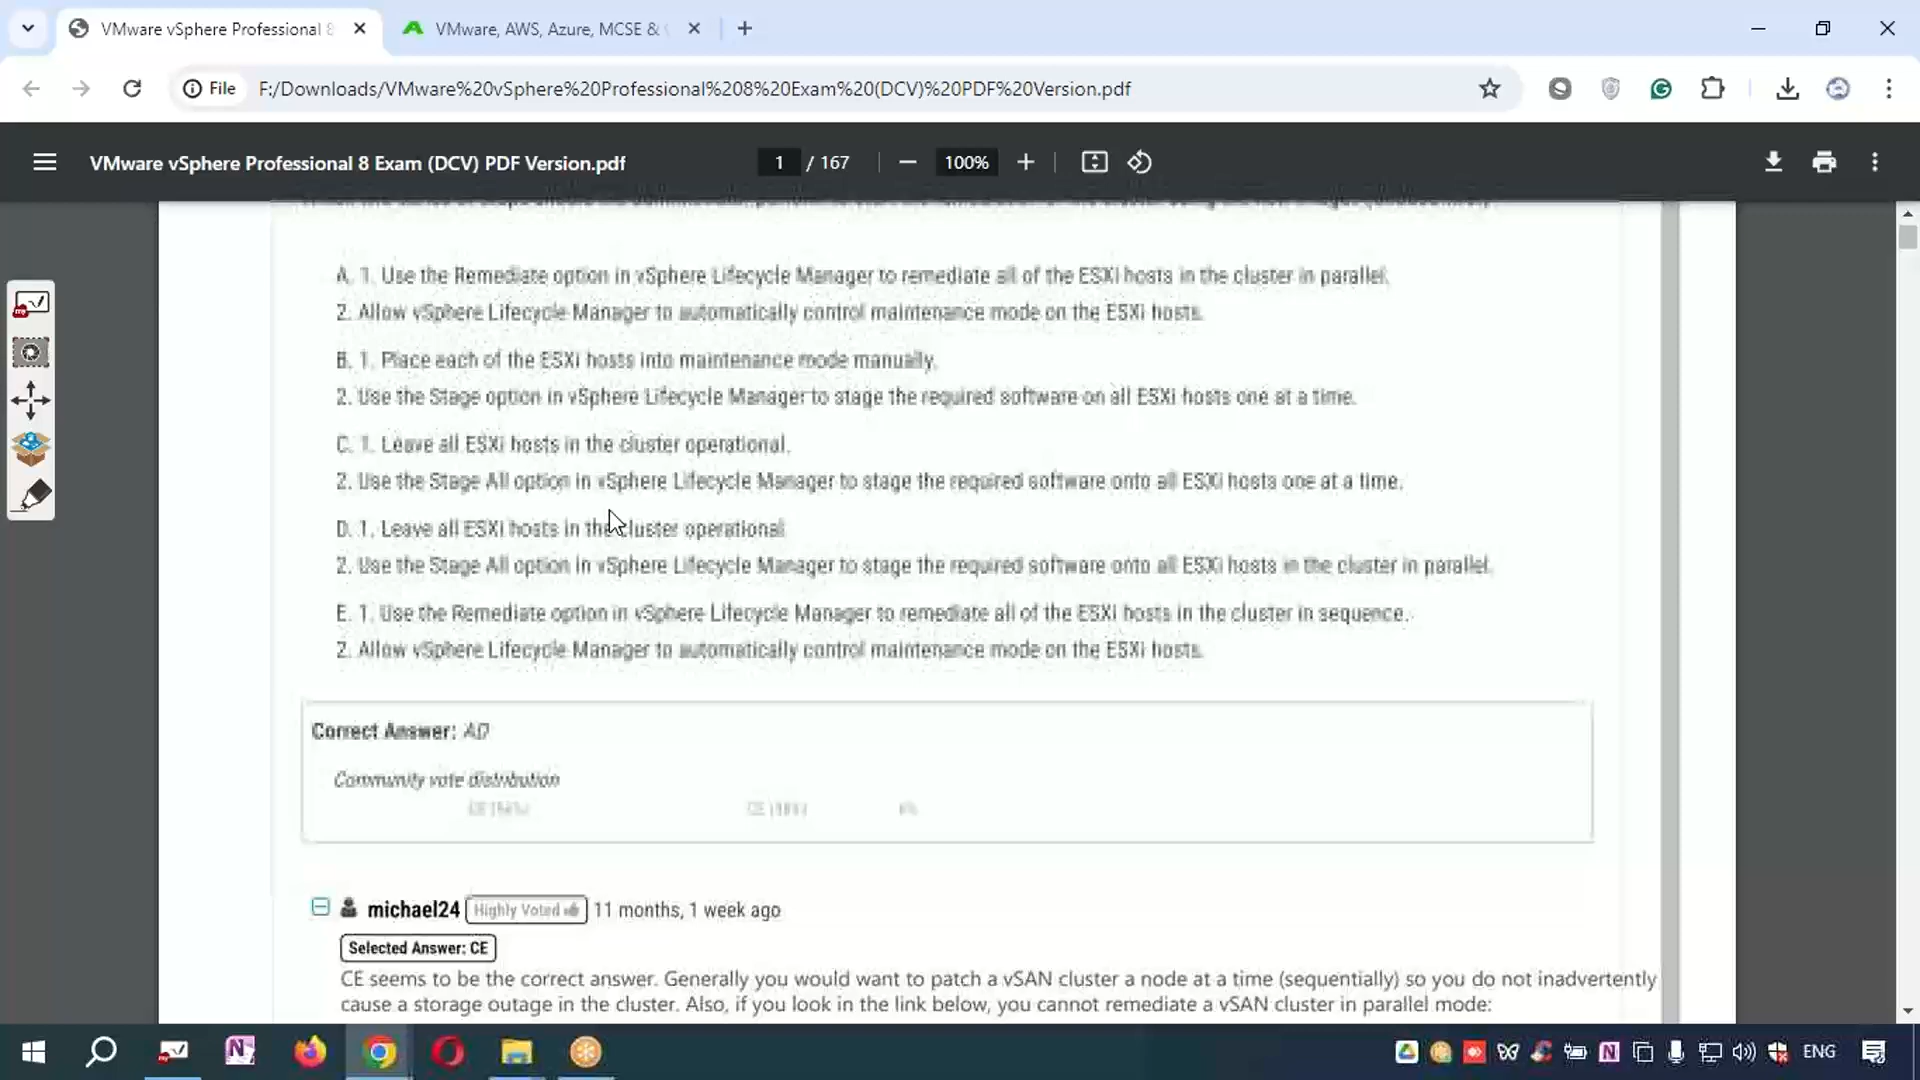 VMware vSphere Professional 8
VMware, AWS, Azure, MCSE &
File
F:/Downloads/VMware%20vSphere%20Professional%208%20Exam%20(DCV)%20PDF%20Version.pdf
VMware vSphere Professional 8 Exam (DCV) PDF Version.pdf
1 / 167
100%
A. 1. Use the Remediate option in vSphere Lifecycle Manager to remediate all of the ESXi hosts in the cluster in parallel.
2. Allow vSphere Lifecycle Manager to automatically control maintenance mode on the ESXi hosts.
B. 1. Place each of the ESXi hosts into maintenance mode manually.
2. Use the Stage option in vSphere Lifecycle Manager to stage the required software on all ESXi hosts one at a time.
C. 1. Leave all ESXi hosts in the cluster operational.
2. Use the Stage All option in vSphere Lifecycle Manager to stage the required software onto all ESXi hosts one at a time.
D. 1. Leave all ESXi hosts in the cluster operational
2. Use the Stage All option in vSphere Lifecycle Manager to stage the required software onto all ESXi hosts in the cluster in parallel.
E. 1. Use the Remediate option in vSphere Lifecycle Manager to remediate all of the ESXi hosts in the cluster in sequence.
2. Allow vSphere Lifecycle Manager to automatically control maintenance mode on the ESXi hosts.
Correct Answer: AD
Community vote distribution
michael24 Highly Voted 11 months, 1 week ago
Selected Answer: CE
CE seems to be the correct answer. Generally you would want to patch a vSAN cluster a node at a time (sequentially) so you do not inadvertently
cause a storage outage in the cluster. Also, if you look in the link below, you cannot remediate a vSAN cluster in parallel mode:
ENG